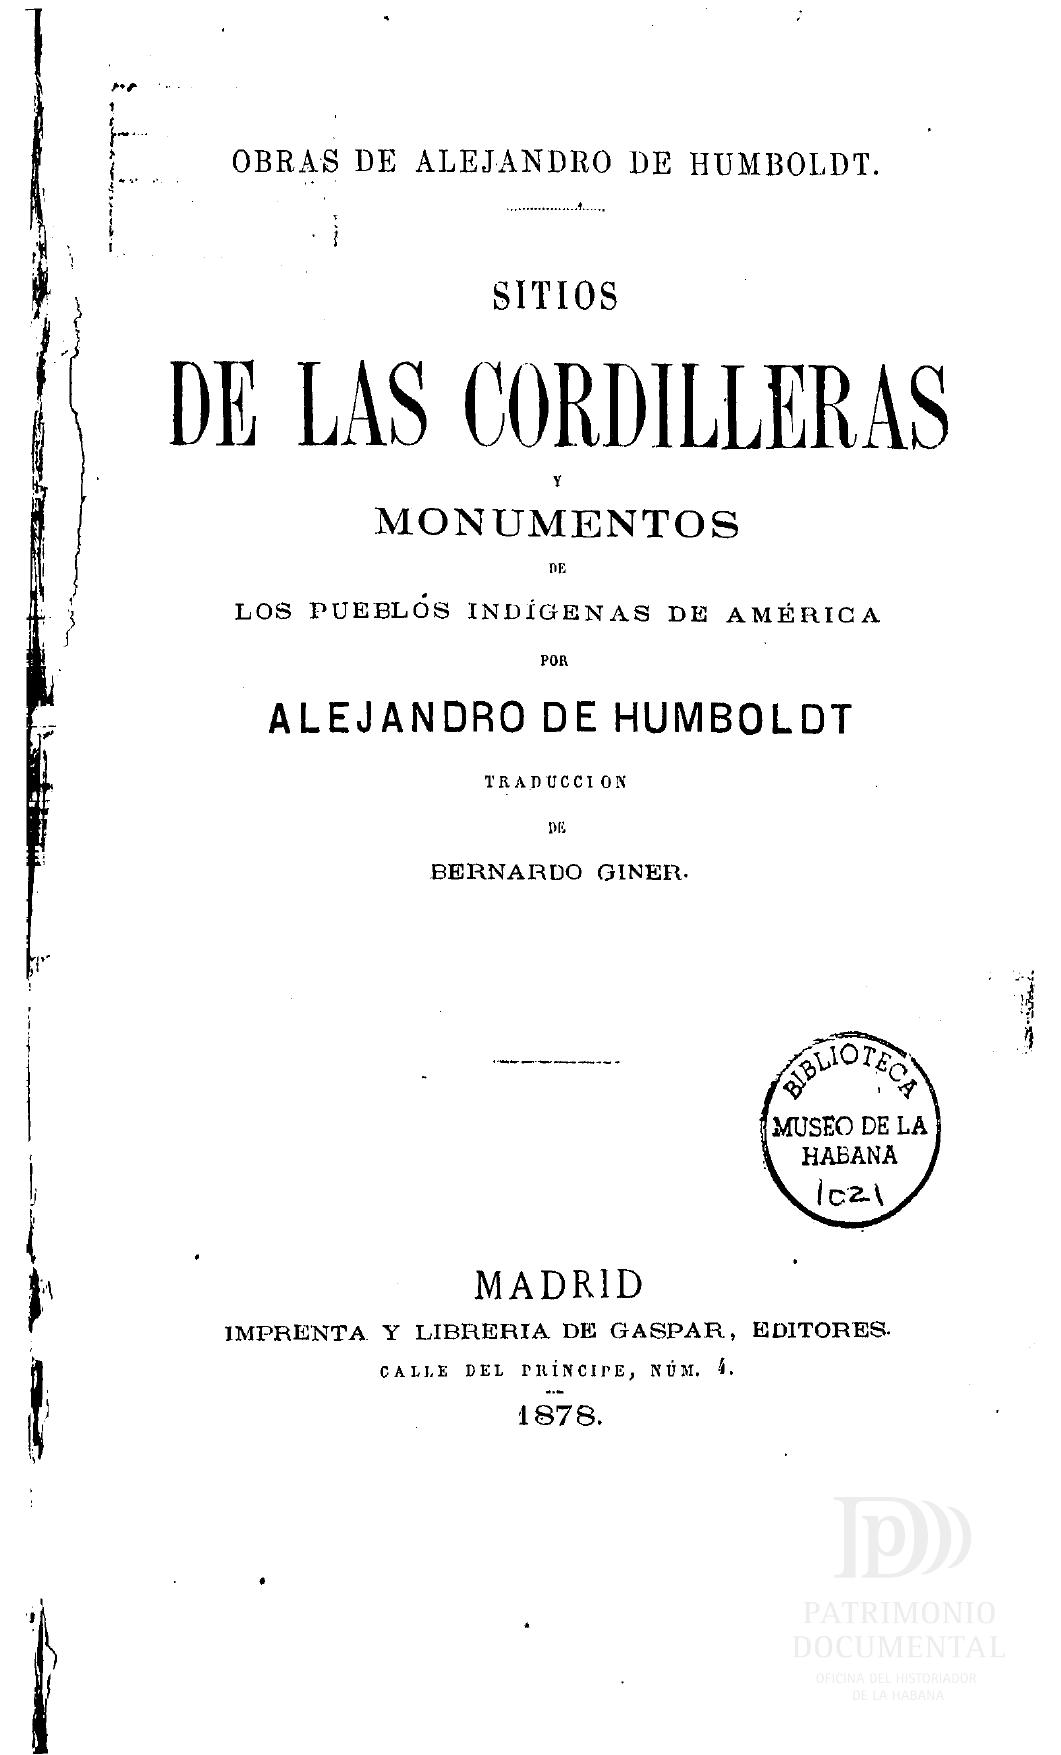 OBRAS DE ALEJANDRO DE HUMBOLDT.
SITIOS
DE LAS CORDILLERAS
Y
MONUMENTOS
DE
LOS PUEBLOS INDÍGENAS DE AMÉRICA
POR
ALEJANDRO DE HUMBOLDT
TRADUCCION
DE
BERNARDO GINER.
BIBLIOTECA
MUSEO DE LA
HABANA
1021
MADRID
IMPRENTA Y LIBRERIA DE GASPAR, EDITORES.
CALLE DEL PRÍNCIPE, NÚM. 4.
1878.
PATRIMONIO
DOCUMENTAL
OFICINA DEL HISTORIADOR
DE LA HABANA